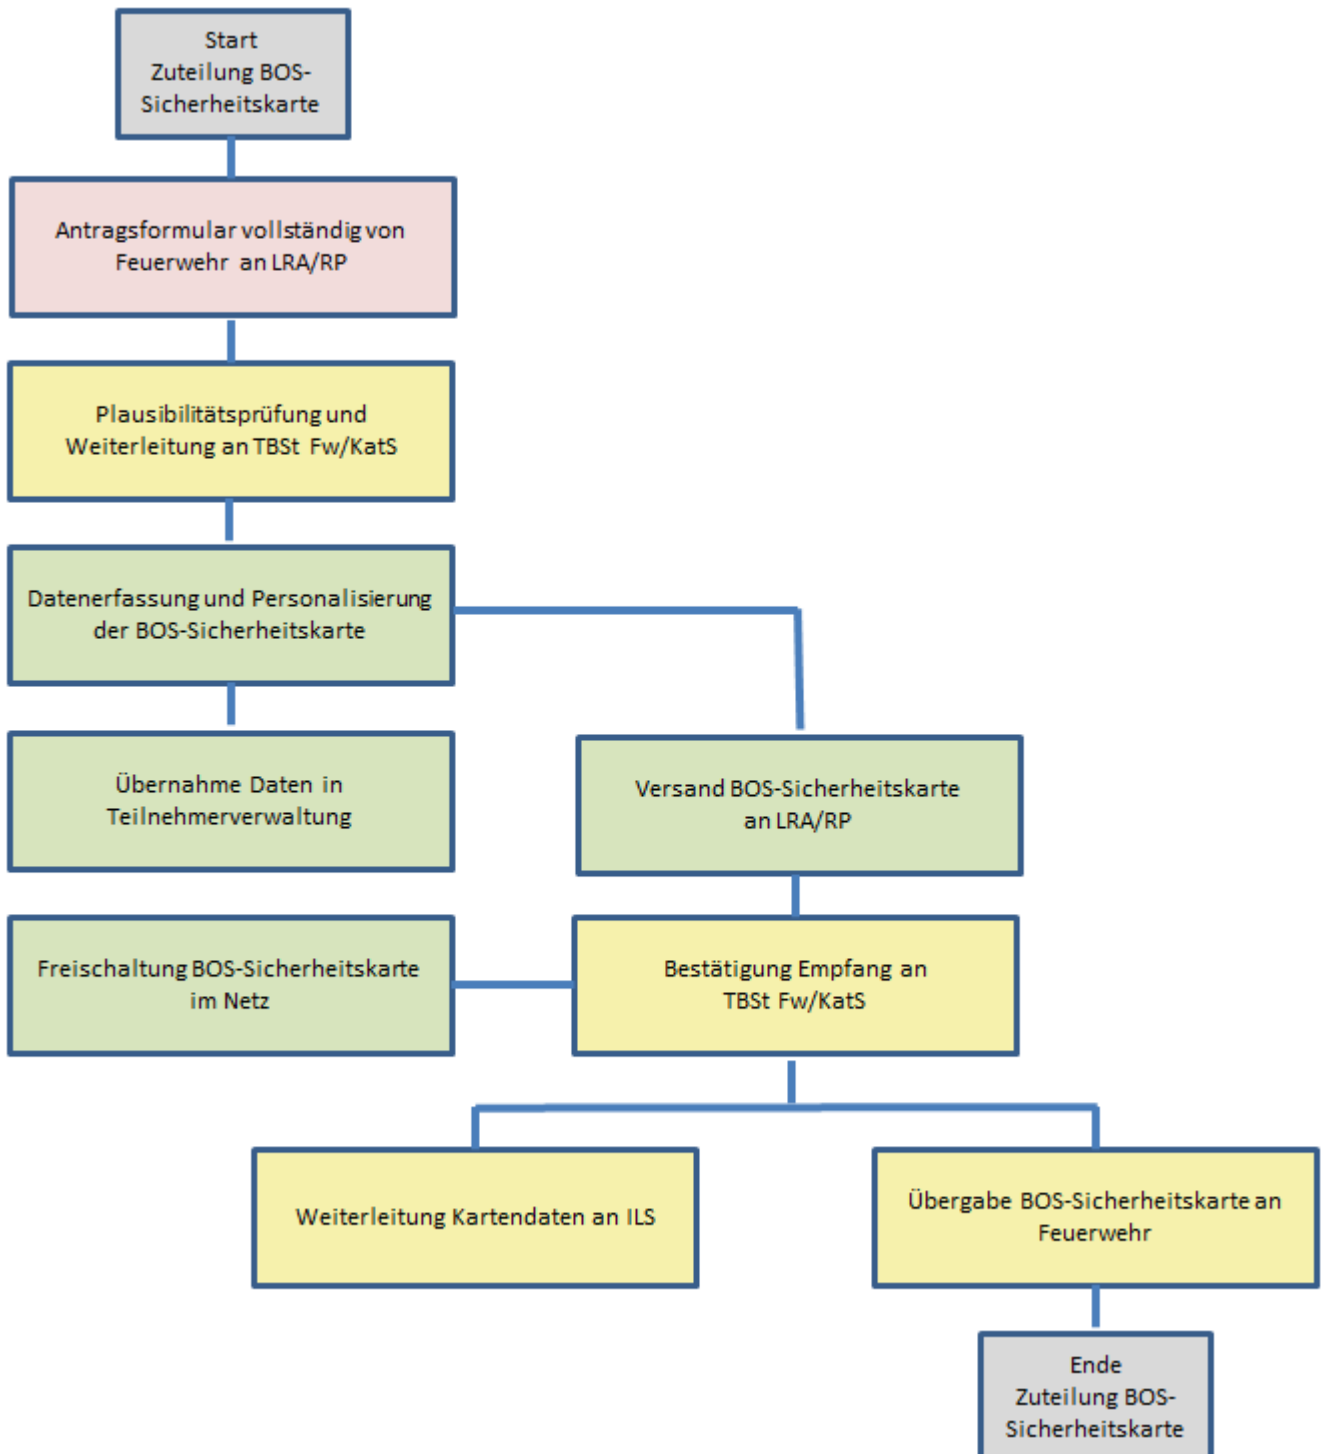 Start
Zuteilung BOS-
Sicherheitskarte
Antragsformular vollständig von
Feuerwehr an LRA/RP
Plausibilitätsprüfung und
Weiterleitung an TBSt Fw/KatS
Datenerfassung und Personalisierung
der BOS-Sicherheitskarte
Übernahme Daten in
Teilnehmerverwaltung
Versand BOS-Sicherheitskarte
an LRA/RP
Freischaltung BOS-Sicherheitskarte
im Netz
Bestätigung Empfang an
TBSt Fw/KatS
Weiterleitung Kartendaten an ILS
Übergabe BOS-Sicherheitskarte an
Feuerwehr
Ende
Zuteilung BOS-
Sicherheitskarte